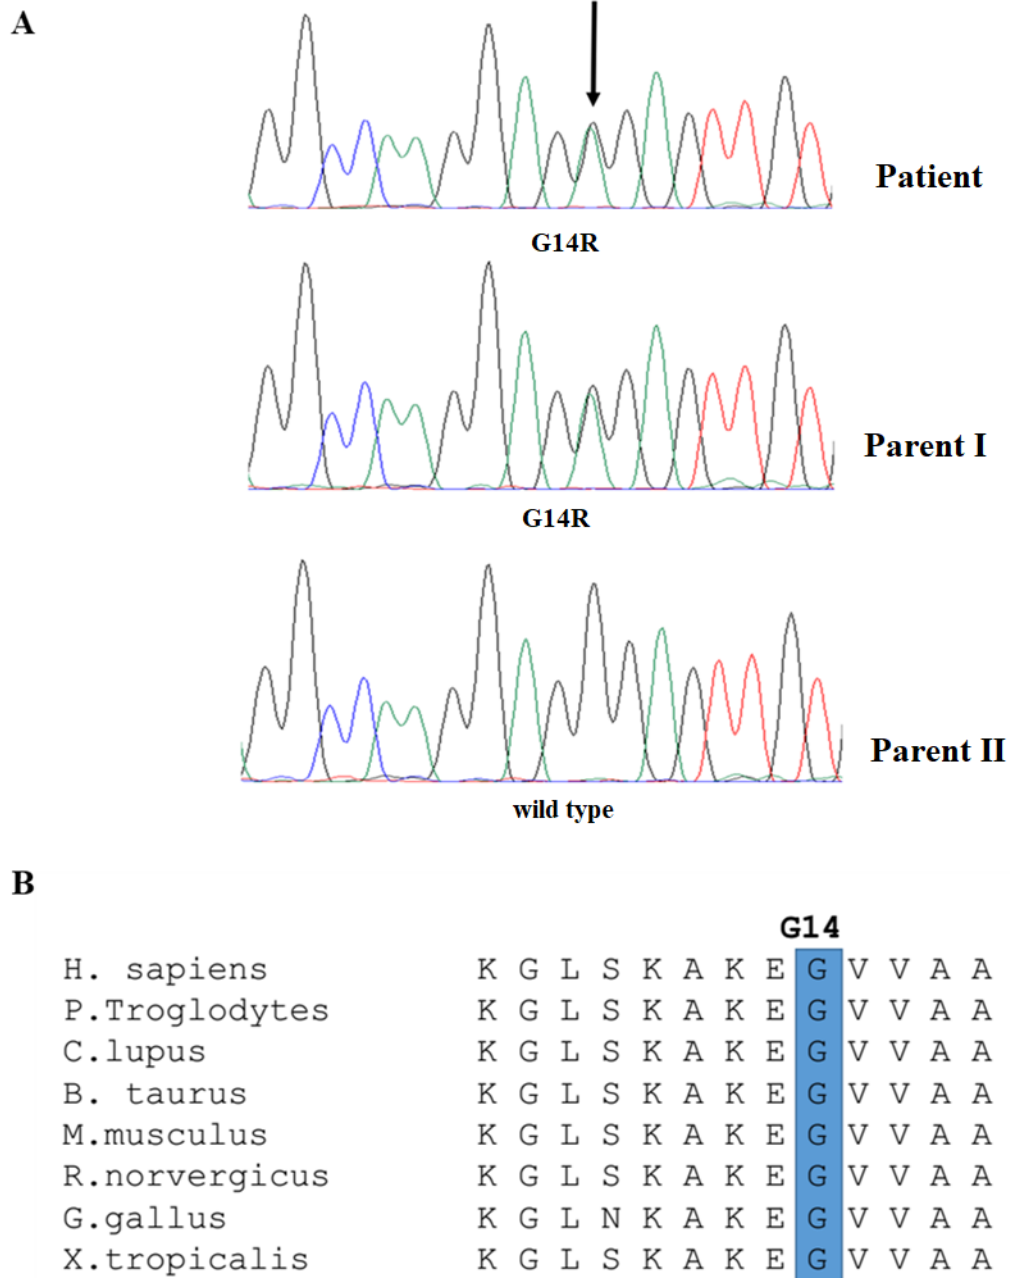 A
Patient
G14R
Parent I
G14R
Parent II
wild type
B
G14
H. sapiens K G L S K A K E G V V A A
P.Troglodytes K G L S K A K E G V V A A
C.lupus K G L S K A K E G V V A A
B. taurus K G L S K A K E G V V A A
M.musculus K G L S K A K E G V V A A
R.norvergicus K G L S K A K E G V V A A
G.gallus K G L N K A K E G V V A A
X.tropicalis K G L S K A K E G V V A A